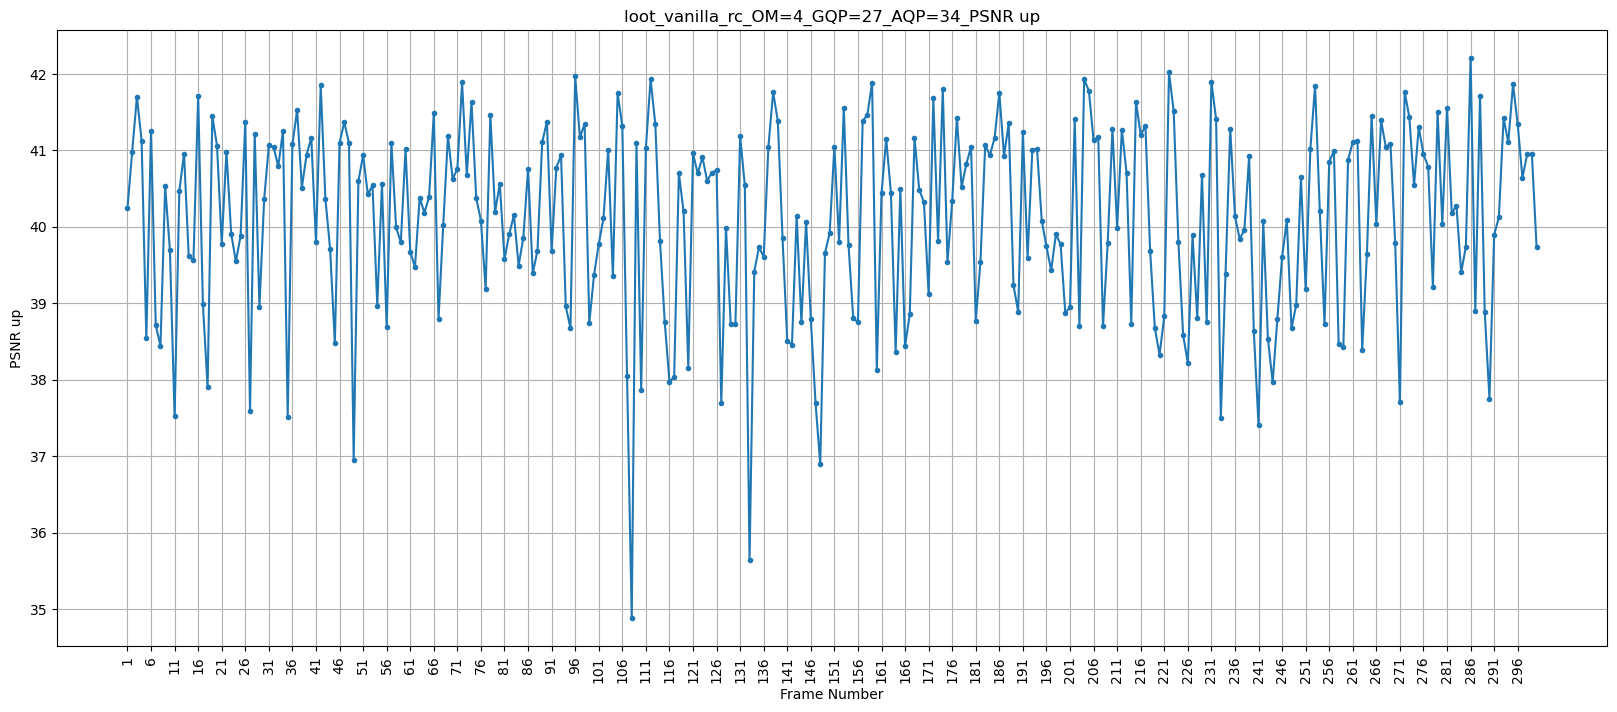 loot_vanilla_rc_OM=4_GQP=27_AQP=34_PSNR up
42
41
40
39
38
37
36
35
PSNR up
1 6 11 16 21 26 31 36 41 46 51 56 61 66 71 76 81 86 91 96 101 106 111 116 121 126 131 136 141 146 151 156 161 166 171 176 181 186 191 196 201 206 211 216 221 226 231 236 241 246 251 256 261 266 271 276 281 286 291 296
Frame Number